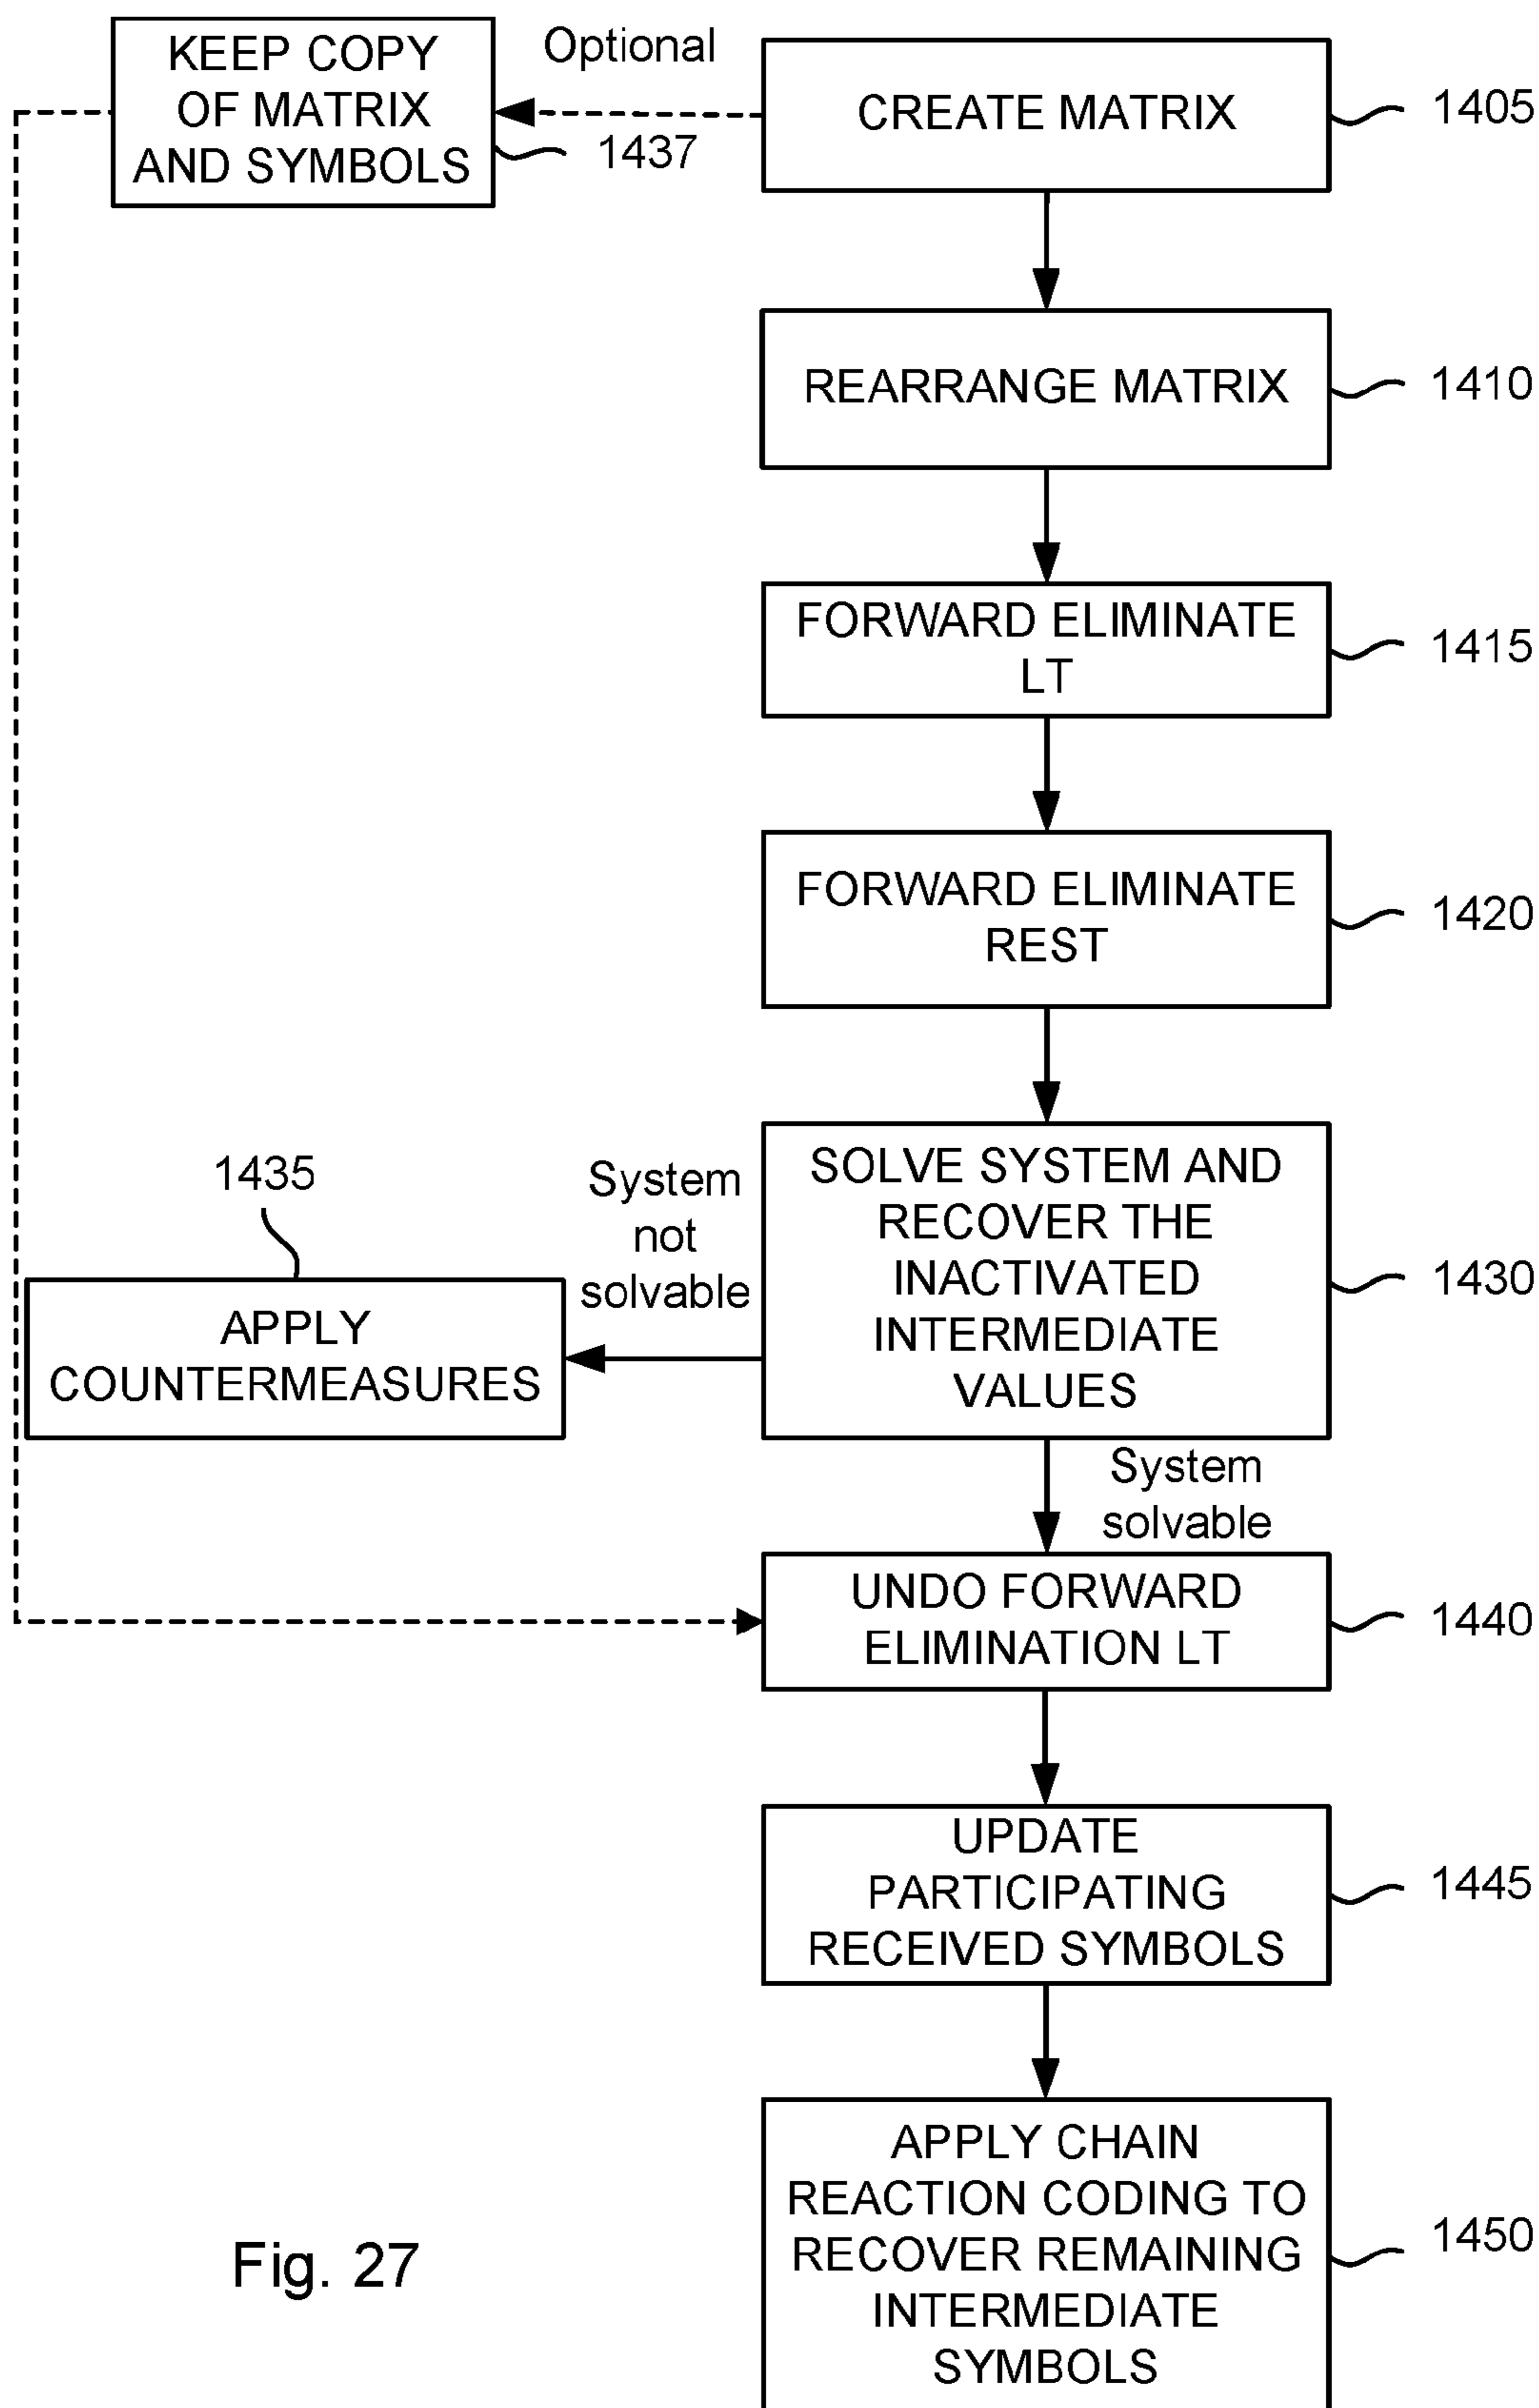 KEEP COPY
OF MATRIX
AND SYMBOLS
Optional
1437
CREATE MATRIX
1405
REARRANGE MATRIX
1410
FORWARD ELIMINATE
LT
1415
FORWARD ELIMINATE
REST
1420
SOLVE SYSTEM AND
RECOVER THE
INACTIVATED
INTERMEDIATE
VALUES
1430
System
not
solvable
1435
APPLY
COUNTERMEASURES
System
solvable
UNDO FORWARD
ELIMINATION LT
1440
UPDATE
PARTICIPATING
RECEIVED SYMBOLS
1445
APPLY CHAIN
REACTION CODING TO
RECOVER REMAINING
INTERMEDIATE
SYMBOLS
1450
Fig. 27